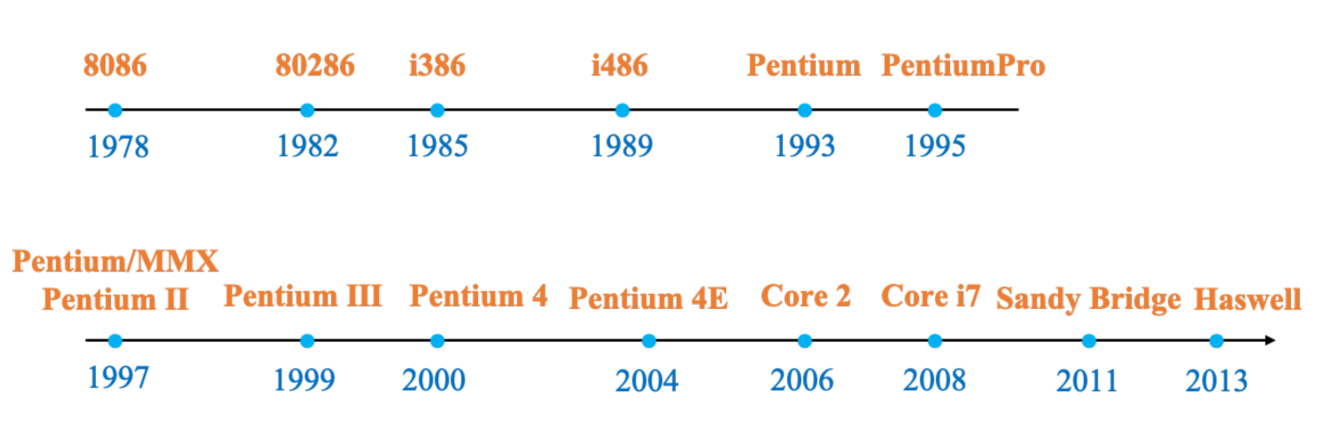 8086 80286 i386 i486 Pentium PentiumPro
1978 1982 1985 1989 1993 1995
Pentium/MMX
Pentium II Pentium III Pentium 4 Pentium 4E Core 2 Core i7 Sandy Bridge Haswell
1997 1999 2000 2004 2006 2008 2011 2013